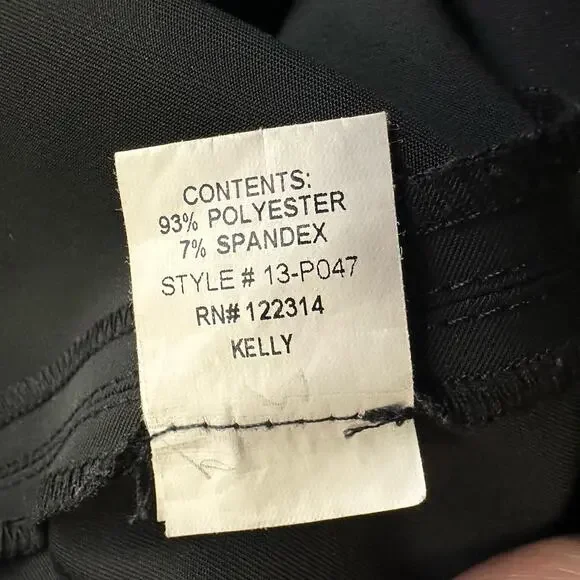 CONTENTS:
93% POLYESTER
7% SPANDEX
STYLE # 13-P047
RN# 122314
KELLY